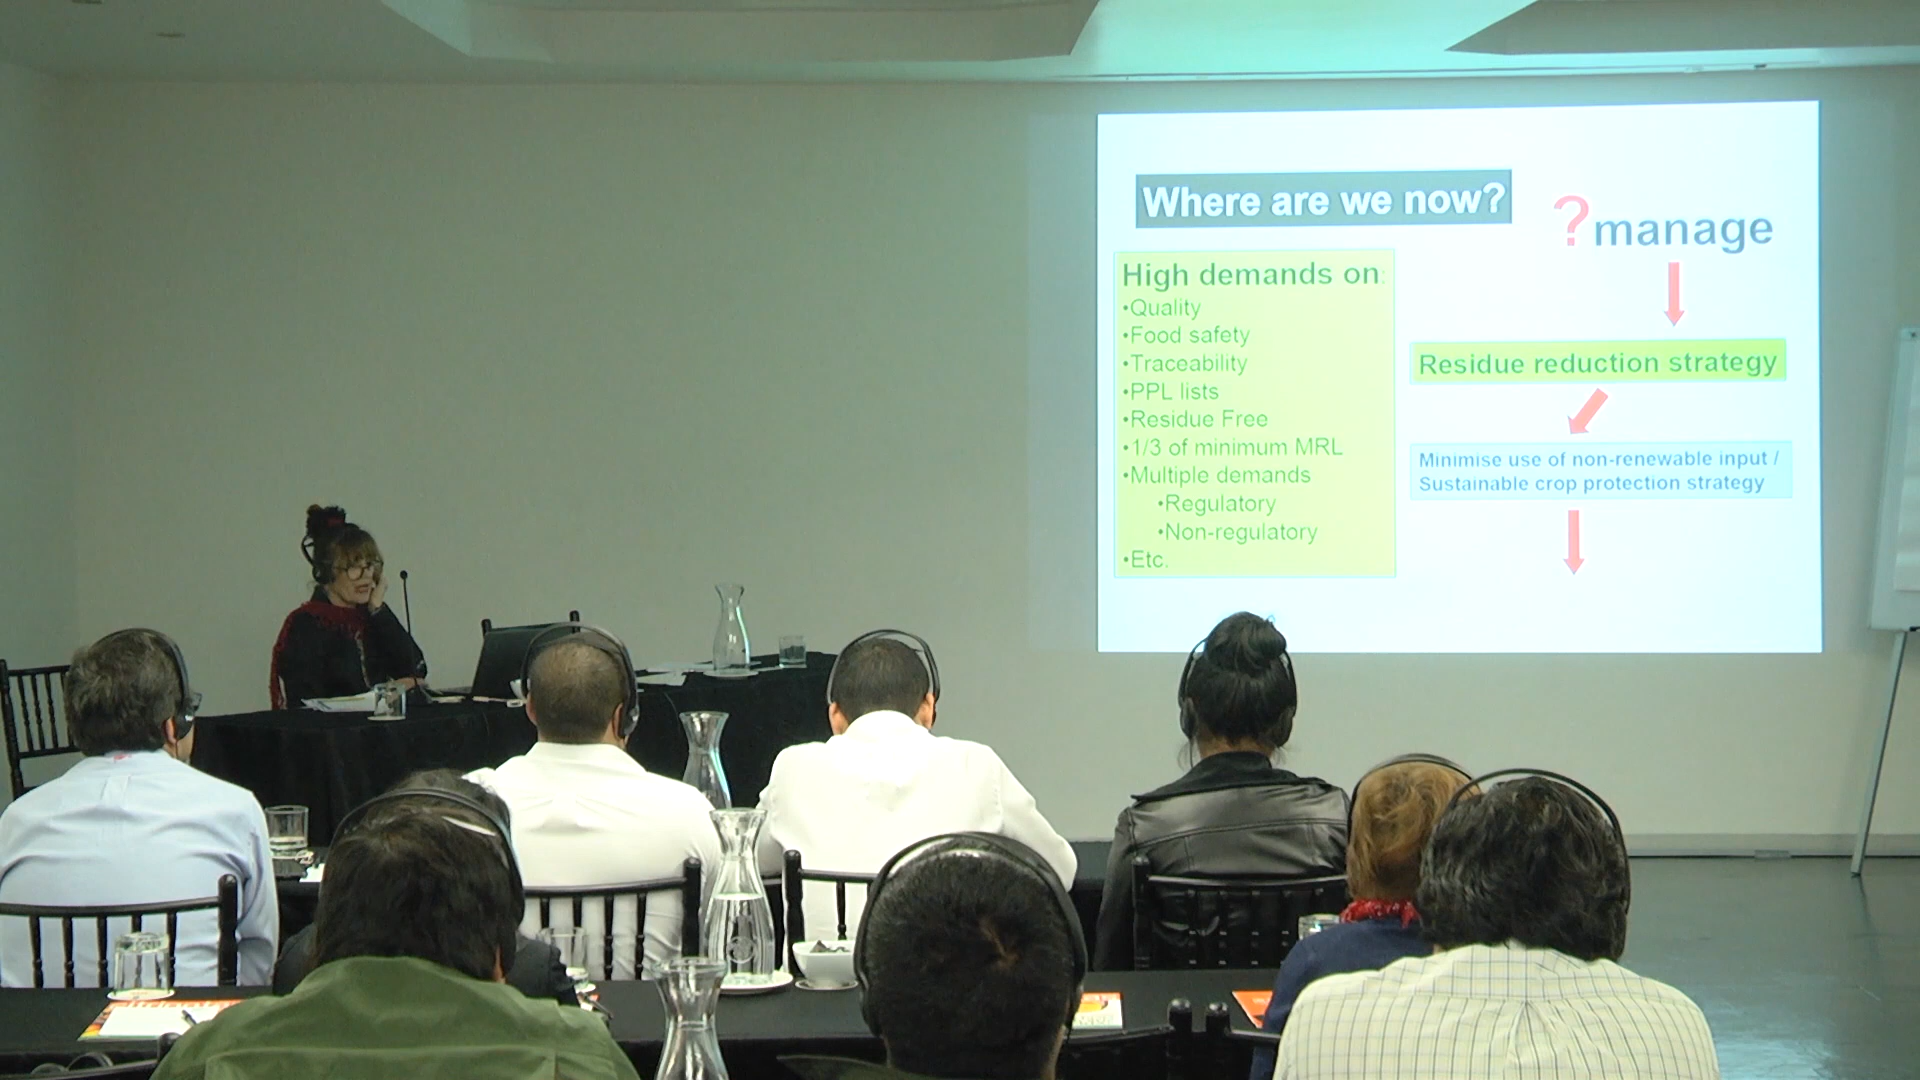 Where are we now?
?manage
High demands on:
•Quality
•Food safety
•Traceability
•PPL lists
•Residue Free
•1/3 of minimum MRL
•Multiple demands
•Regulatory
•Non-regulatory
•Etc.
Residue reduction strategy
Minimise use of non-renewable input /
Sustainable crop protection strategy